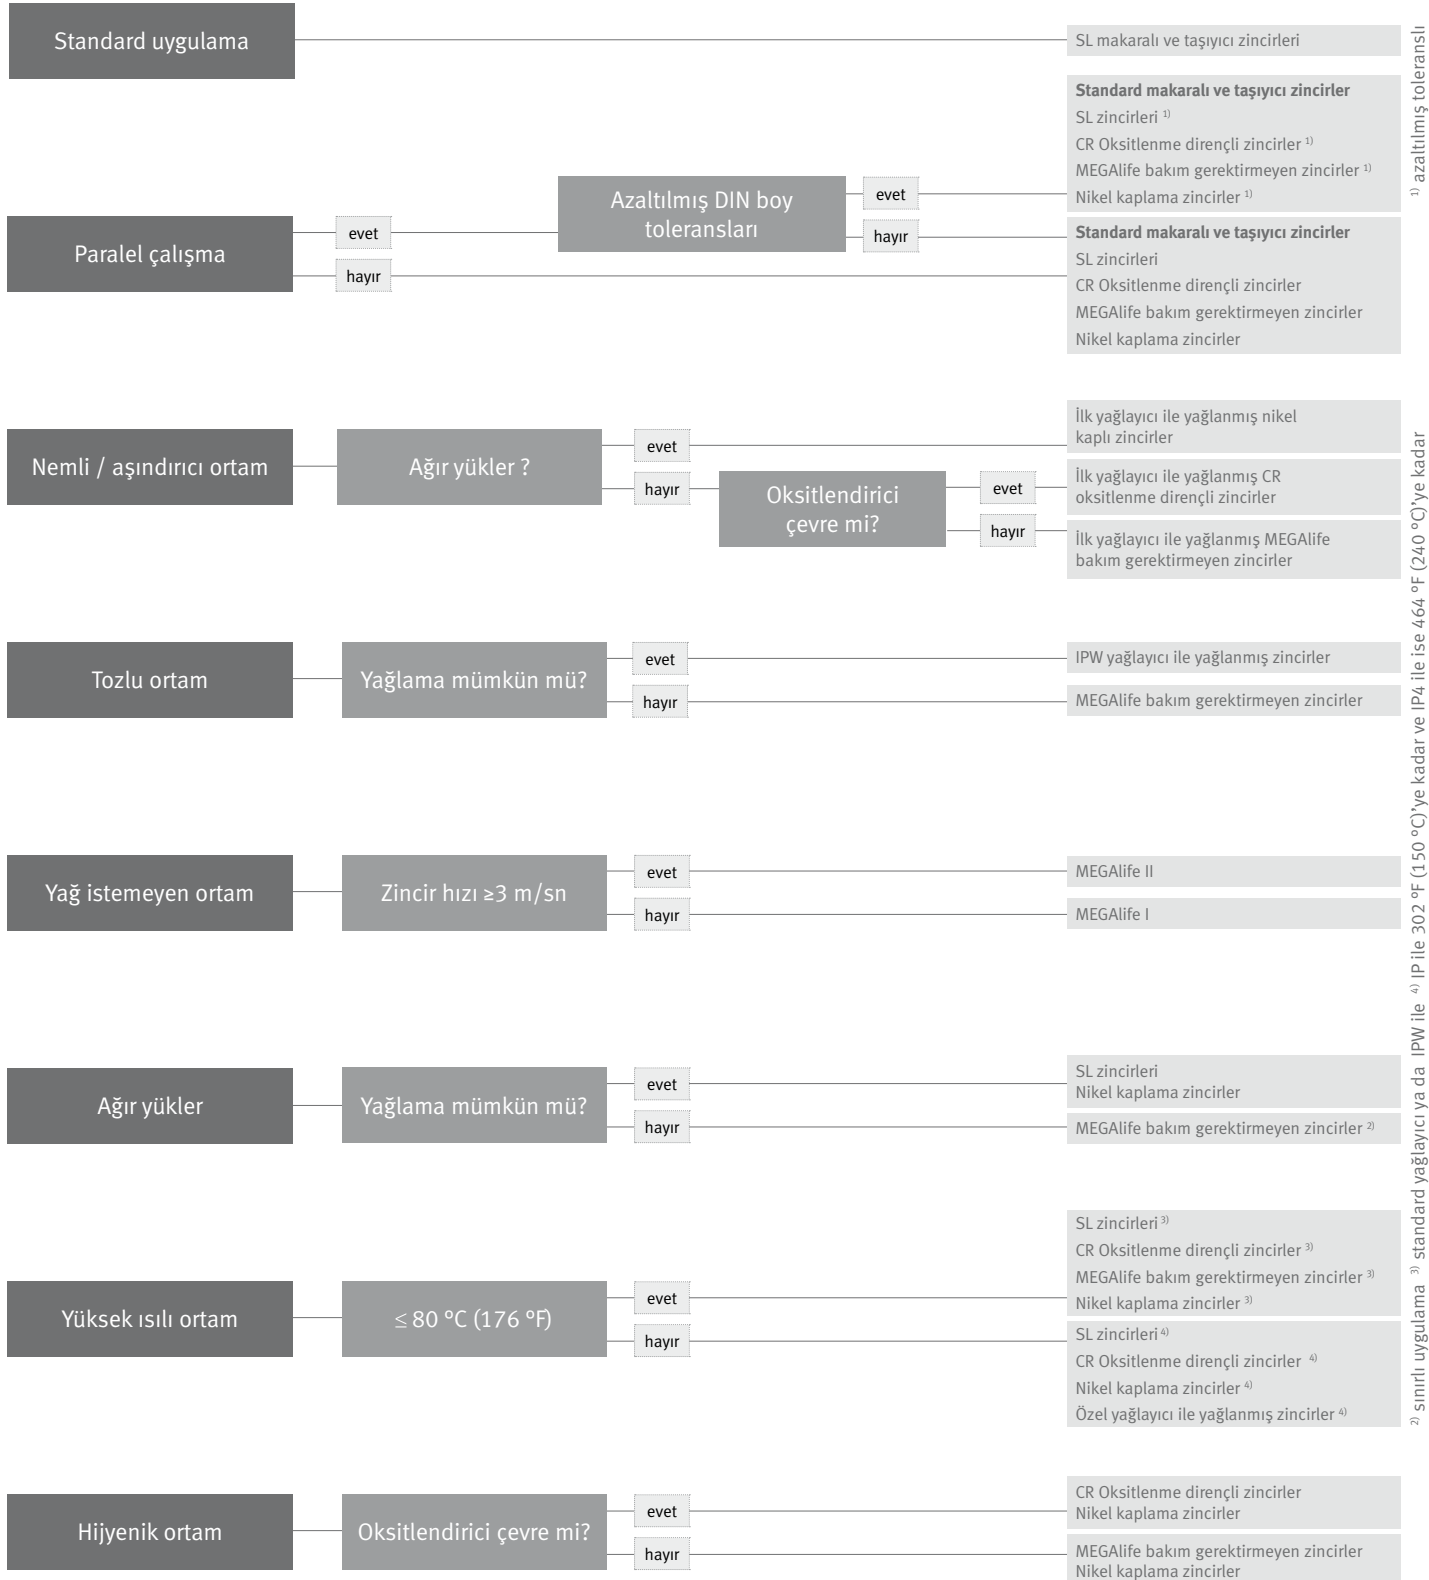 Standard uygulama
SL makaralı ve taşıyıcı zincirleri
Paralel çalışma
evet
hayır
Azaltılmış DIN boy
toleransları
evet
hayır
Standard makaralı ve taşıyıcı zincirler
SL zincirleri 1)
CR Oksitlenme dirençli zincirler 1)
MEGAlife bakım gerektirmeyen zincirler 1)
Nikel kaplama zincirler 1)
Standard makaralı ve taşıyıcı zincirler
SL zincirleri
CR Oksitlenme dirençli zincirler
MEGAlife bakım gerektirmeyen zincirler
Nikel kaplama zincirler
Nemli / aşındırıcı ortam
Ağır yükler ?
evet
hayır
İlk yağlayıcı ile yağlanmış nikel
kaplı zincirler
Oksitlendirici
çevre mi?
evet
hayır
İlk yağlayıcı ile yağlanmış CR
oksitlenme dirençli zincirler
İlk yağlayıcı ile yağlanmış MEGAlife
bakım gerektirmeyen zincirler
Tozlu ortam
Yağlama mümkün mü?
evet
hayır
IPW yağlayıcı ile yağlanmış zincirler
MEGAlife bakım gerektirmeyen zincirler
Yağ istemeyen ortam
Zincir hızı ≥3 m/sn
evet
hayır
MEGAlife II
MEGAlife I
Ağır yükler
Yağlama mümkün mü?
evet
hayır
SL zincirleri
Nikel kaplama zincirler
MEGAlife bakım gerektirmeyen zincirler 2)
Yüksek ısılı ortam
≤ 80 °C (176 °F)
evet
hayır
SL zincirleri 3)
CR Oksitlenme dirençli zincirler 3)
MEGAlife bakım gerektirmeyen zincirler 3)
Nikel kaplama zincirler 3)
SL zincirleri 4)
CR Oksitlenme dirençli zincirler 4)
Nikel kaplama zincirler 4)
Özel yağlayıcı ile yağlanmış zincirler 4)
Hijyenik ortam
Oksitlendirici çevre mi?
evet
hayır
CR Oksitlenme dirençli zincirler
Nikel kaplama zincirler
MEGAlife bakım gerektirmeyen zincirler
Nikel kaplama zincirler
1) azaltılmış toleranslı
2) sınırlı uygulama 3) standard yağlayıcı ya da IPW ile 4) IP ile 302 °F (150 °C)'ye kadar ve IP4 ile ise 464 °F (240 °C)'ye kadar